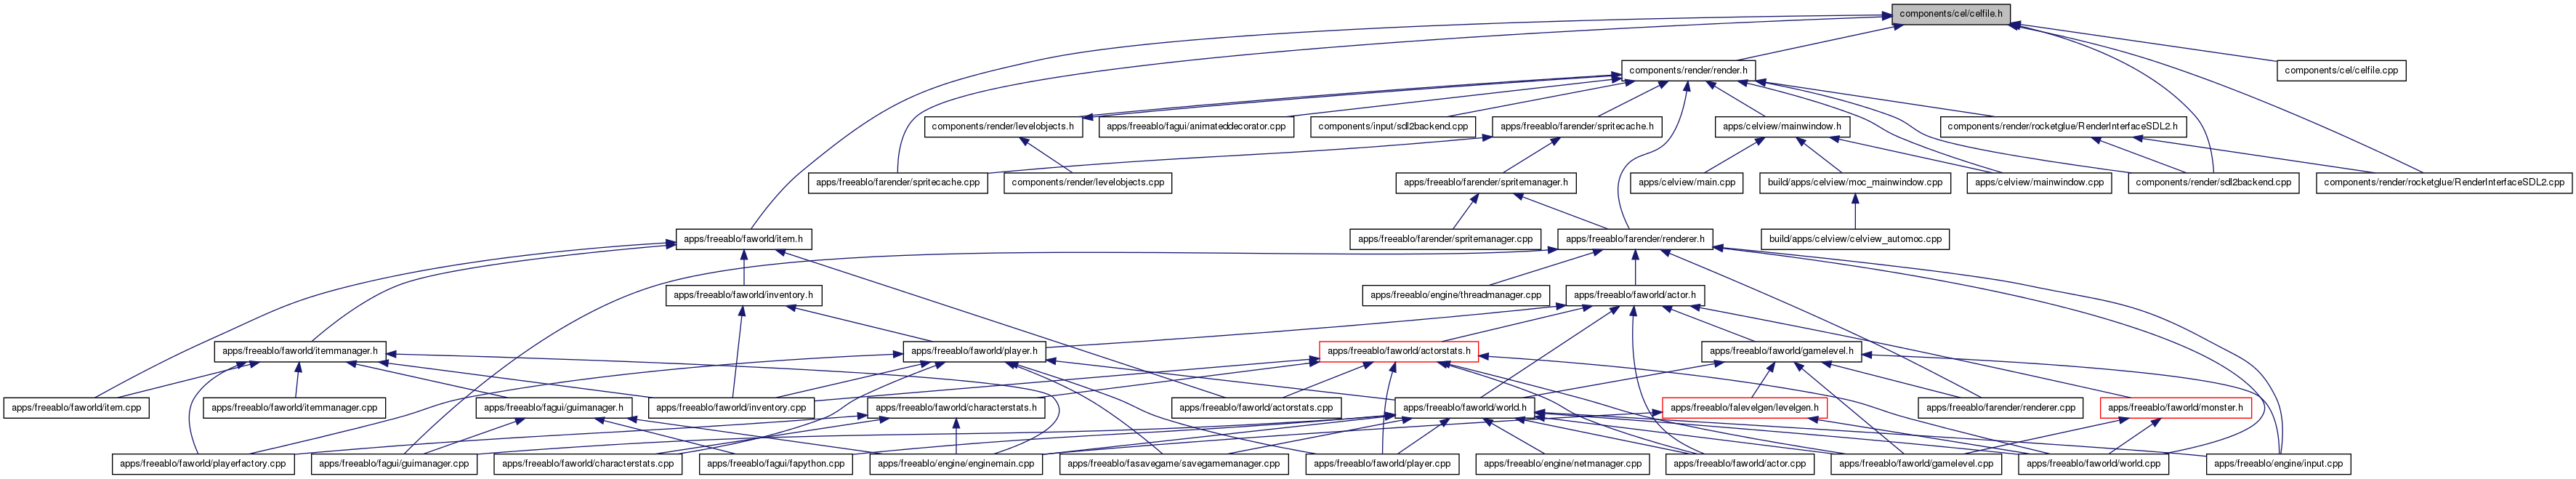 components/cel/celfile.h
components/render/render.h
components/cel/celfile.cpp
components/render/levelobjects.h
apps/freeablo/fagui/animateddecorator.cpp
components/input/sdl2backend.cpp
apps/freeablo/farender/spritecache.h
apps/celview/mainwindow.h
components/render/rocketglue/RenderInterfaceSDL2.h
apps/freeablo/farender/spritecache.cpp
components/render/levelobjects.cpp
apps/freeablo/farender/spritemanager.h
apps/celview/main.cpp
build/apps/celview/moc_mainwindow.cpp
apps/celview/mainwindow.cpp
components/render/sdl2backend.cpp
components/render/rocketglue/RenderInterfaceSDL2.cpp
apps/freeablo/faworld/item.h
apps/freeablo/farender/spritemanager.cpp
apps/freeablo/farender/renderer.h
build/apps/celview/celview_automoc.cpp
apps/freeablo/faworld/inventory.h
apps/freeablo/engine/threadmanager.cpp
apps/freeablo/faworld/actor.h
apps/freeablo/faworld/itemmanager.h
apps/freeablo/faworld/player.h
apps/freeablo/faworld/actorstats.h
apps/freeablo/faworld/gamelevel.h
apps/freeablo/faworld/item.cpp
apps/freeablo/faworld/itemmanager.cpp
apps/freeablo/fagui/guimanager.h
apps/freeablo/faworld/inventory.cpp
apps/freeablo/faworld/characterstats.h
apps/freeablo/faworld/actorstats.cpp
apps/freeablo/faworld/world.h
apps/freeablo/falevelgen/levelgen.h
apps/freeablo/farender/renderer.cpp
apps/freeablo/faworld/monster.h
apps/freeablo/faworld/playerfactory.cpp
apps/freeablo/fagui/guimanager.cpp
apps/freeablo/faworld/characterstats.cpp
apps/freeablo/fagui/fapython.cpp
apps/freeablo/engine/enginemain.cpp
apps/freeablo/fasavegame/savegamemanager.cpp
apps/freeablo/faworld/player.cpp
apps/freeablo/engine/netmanager.cpp
apps/freeablo/faworld/actor.cpp
apps/freeablo/faworld/gamelevel.cpp
apps/freeablo/faworld/world.cpp
apps/freeablo/engine/input.cpp